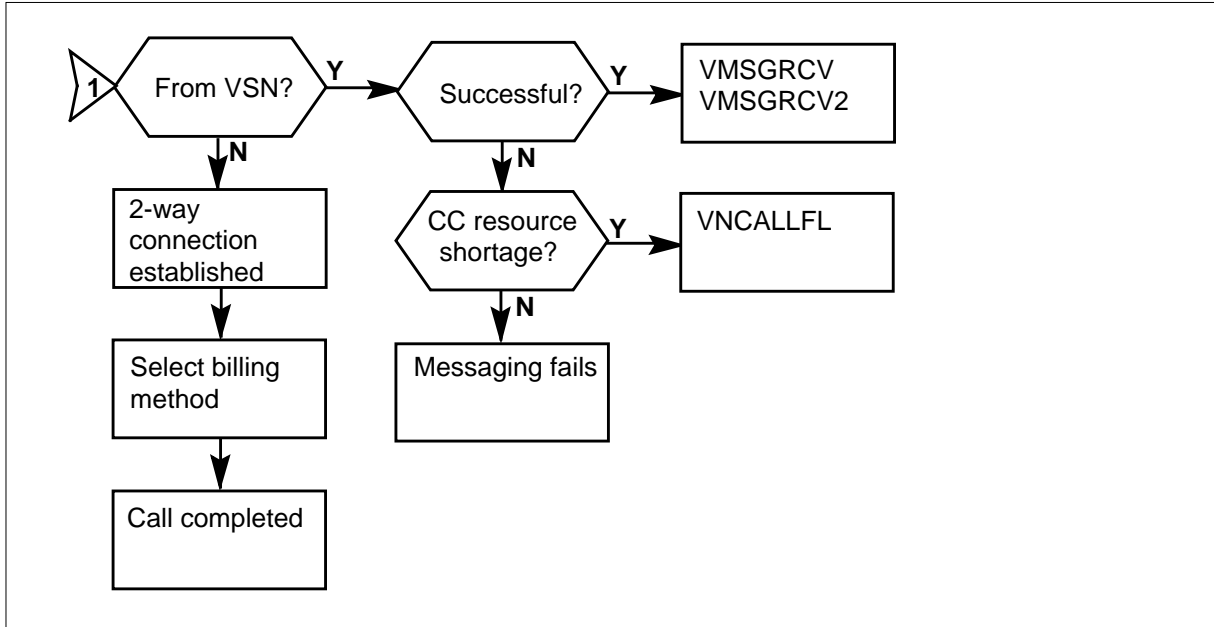 1
From VSN?
Y
Successful?
Y
VMSGRCV
VMSGRCV2
N
N
2-way
connection
established
CC resource
shortage?
Y
VNCALLFL
N
Select billing
method
Messaging fails
Call completed